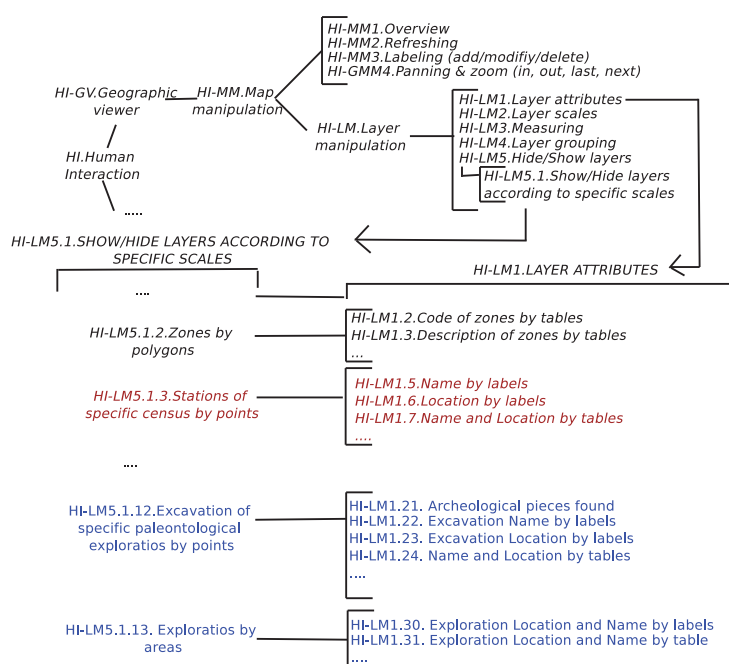 HI-MM1.Overview
HI-MM2.Refreshing
HI-MM3.Labeling (add/modifiy/delete)
HI-GMM4.Panning & zoom (in, out, last, next)
HI-GV.Geographic
viewer
HI-MM.Map
manipulation
HI-LM.Layer
manipulation
HI-LM1.Layer attributes
HI-LM2.Layer scales
HI-LM3.Measuring
HI-LM4.Layer grouping
HI-LM5.Hide/Show layers
HI-LM5.1.Show/Hide layers
according to specific scales
HI.Human
Interaction
.....
HI-LM5.1.SHOW/HIDE LAYERS ACCORDING TO
SPECIFIC SCALES
HI-LM1.LAYER ATTRIBUTES
....
HI-LM5.1.2.Zones by
polygons
HI-LM1.2.Code of zones by tables
HI-LM1.3.Description of zones by tables
...
HI-LM5.1.3.Stations of
specific census by points
HI-LM1.5.Name by labels
HI-LM1.6.Location by labels
HI-LM1.7.Name and Location by tables
....
....
HI-LM5.1.12.Excavation of
specific paleontological
exploratios by points
HI-LM1.21. Archeological pieces found
HI-LM1.22. Excavation Name by labels
HI-LM1.23. Excavation Location by labels
HI-LM1.24. Name and Location by tables
....
HI-LM5.1.13. Exploratios by
areas
HI-LM1.30. Exploration Location and Name by labels
HI-LM1.31. Exploration Location and Name by table
....